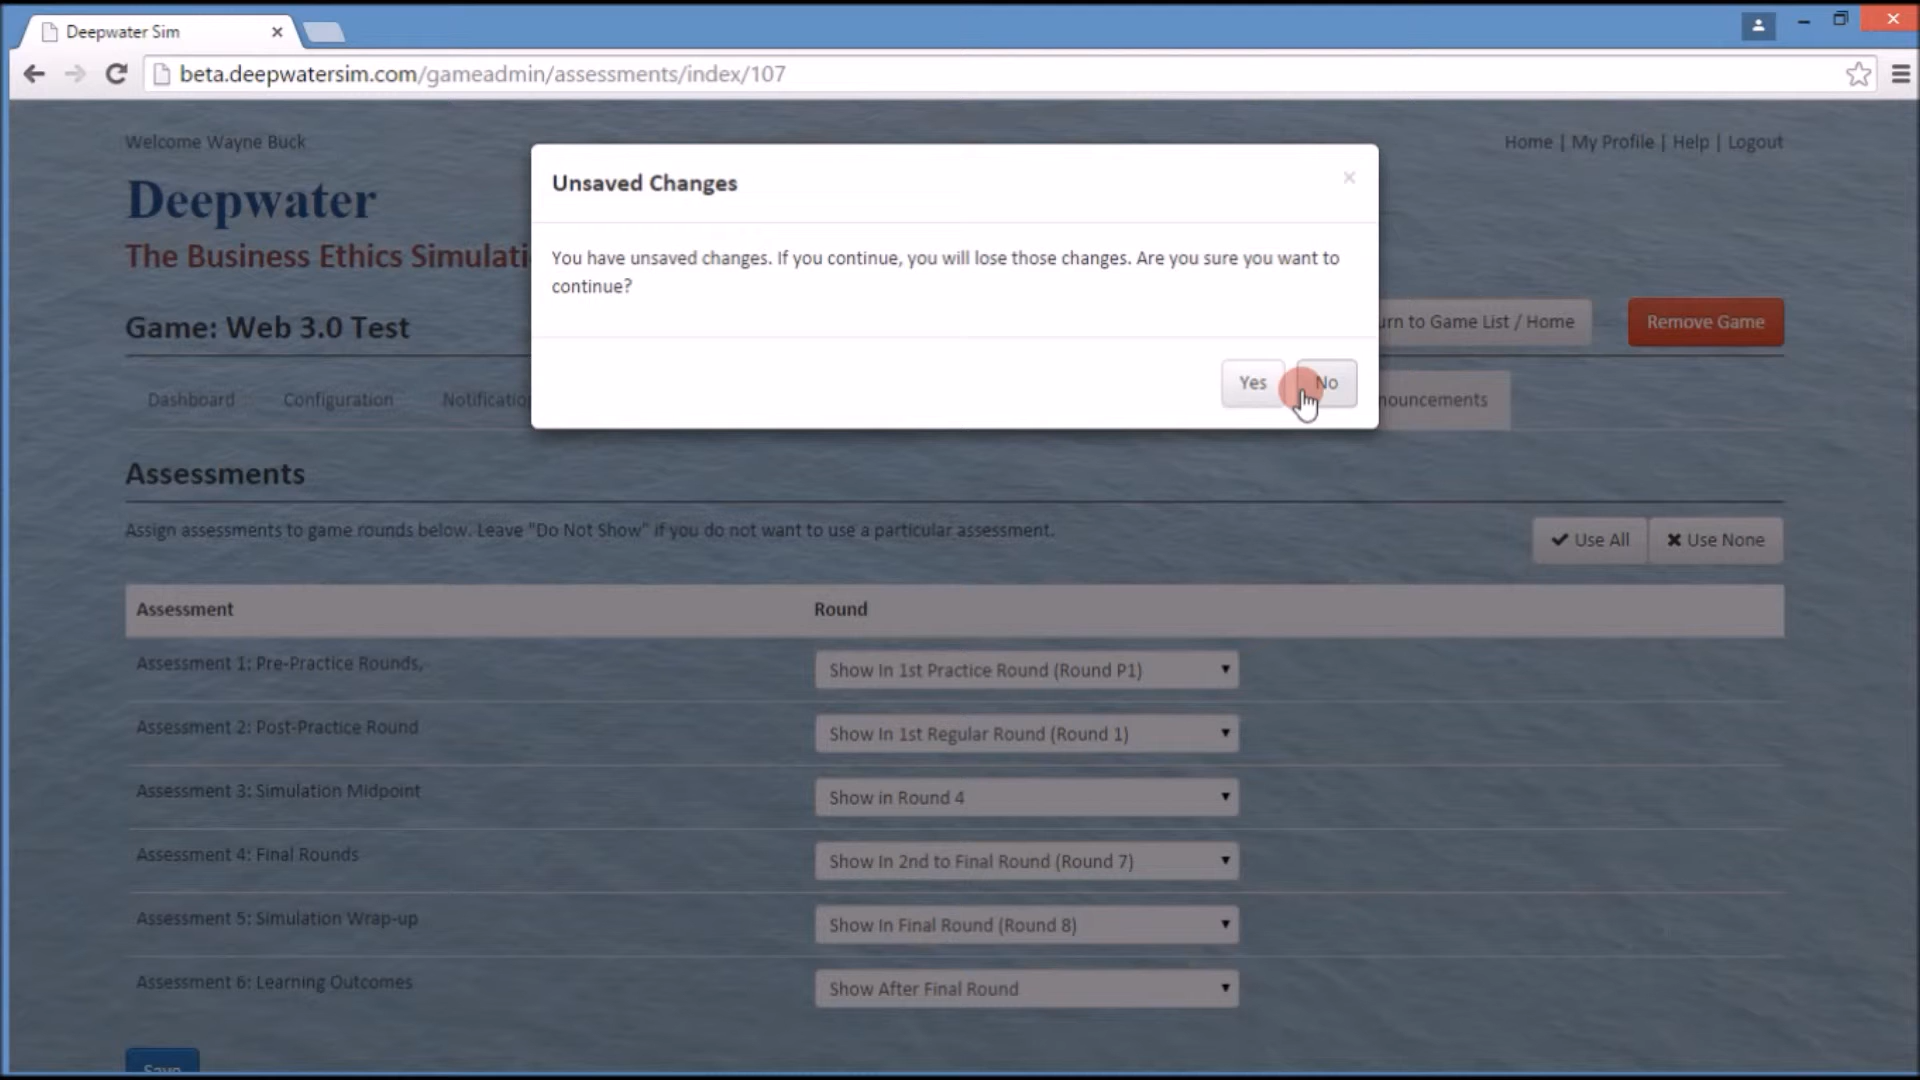 Deepwater Sim
beta.deepwatersim.com/gameadmin/assessments/index/107
Welcome Wayne Buck
Home | My Profile | Help | Logout
Deepwater
The Business Ethics Simulati
Unsaved Changes
×
You have unsaved changes. If you continue, you will lose those changes. Are you sure you want to
continue?
Yes
No
Game: Web 3.0 Test
urn to Game List / Home
Remove Game
Dashboard
Configuration
Notification
nouncements
Assessments
Assign assessments to game rounds below. Leave "Do Not Show" if you do not want to use a particular assessment.
Use All
Use None
Assessment
Round
Assessment 1: Pre-Practice Rounds,
Show In 1st Practice Round (Round P1)
Assessment 2: Post-Practice Round
Show In 1st Regular Round (Round 1)
Assessment 3: Simulation Midpoint
Show in Round 4
Assessment 4: Final Rounds
Show In 2nd to Final Round (Round 7)
Assessment 5: Simulation Wrap-up
Show In Final Round (Round 8)
Assessment 6: Learning Outcomes
Show After Final Round
Save